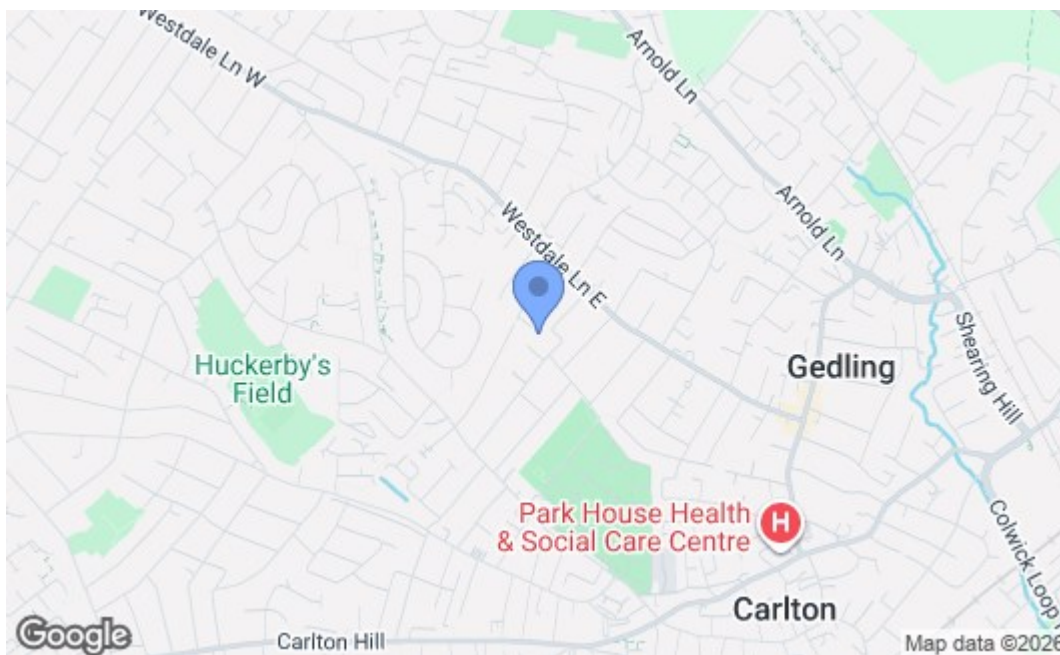 Westdale Ln W
Arnold Ln
Westdale Ln E
Arnold Ln
Huckerby's
Field
Gedling
Shearing Hill
Park House Health
& Social Care Centre
H
Colwick Loop
Carlton
Carlton Hill
Google
Map data ©2026